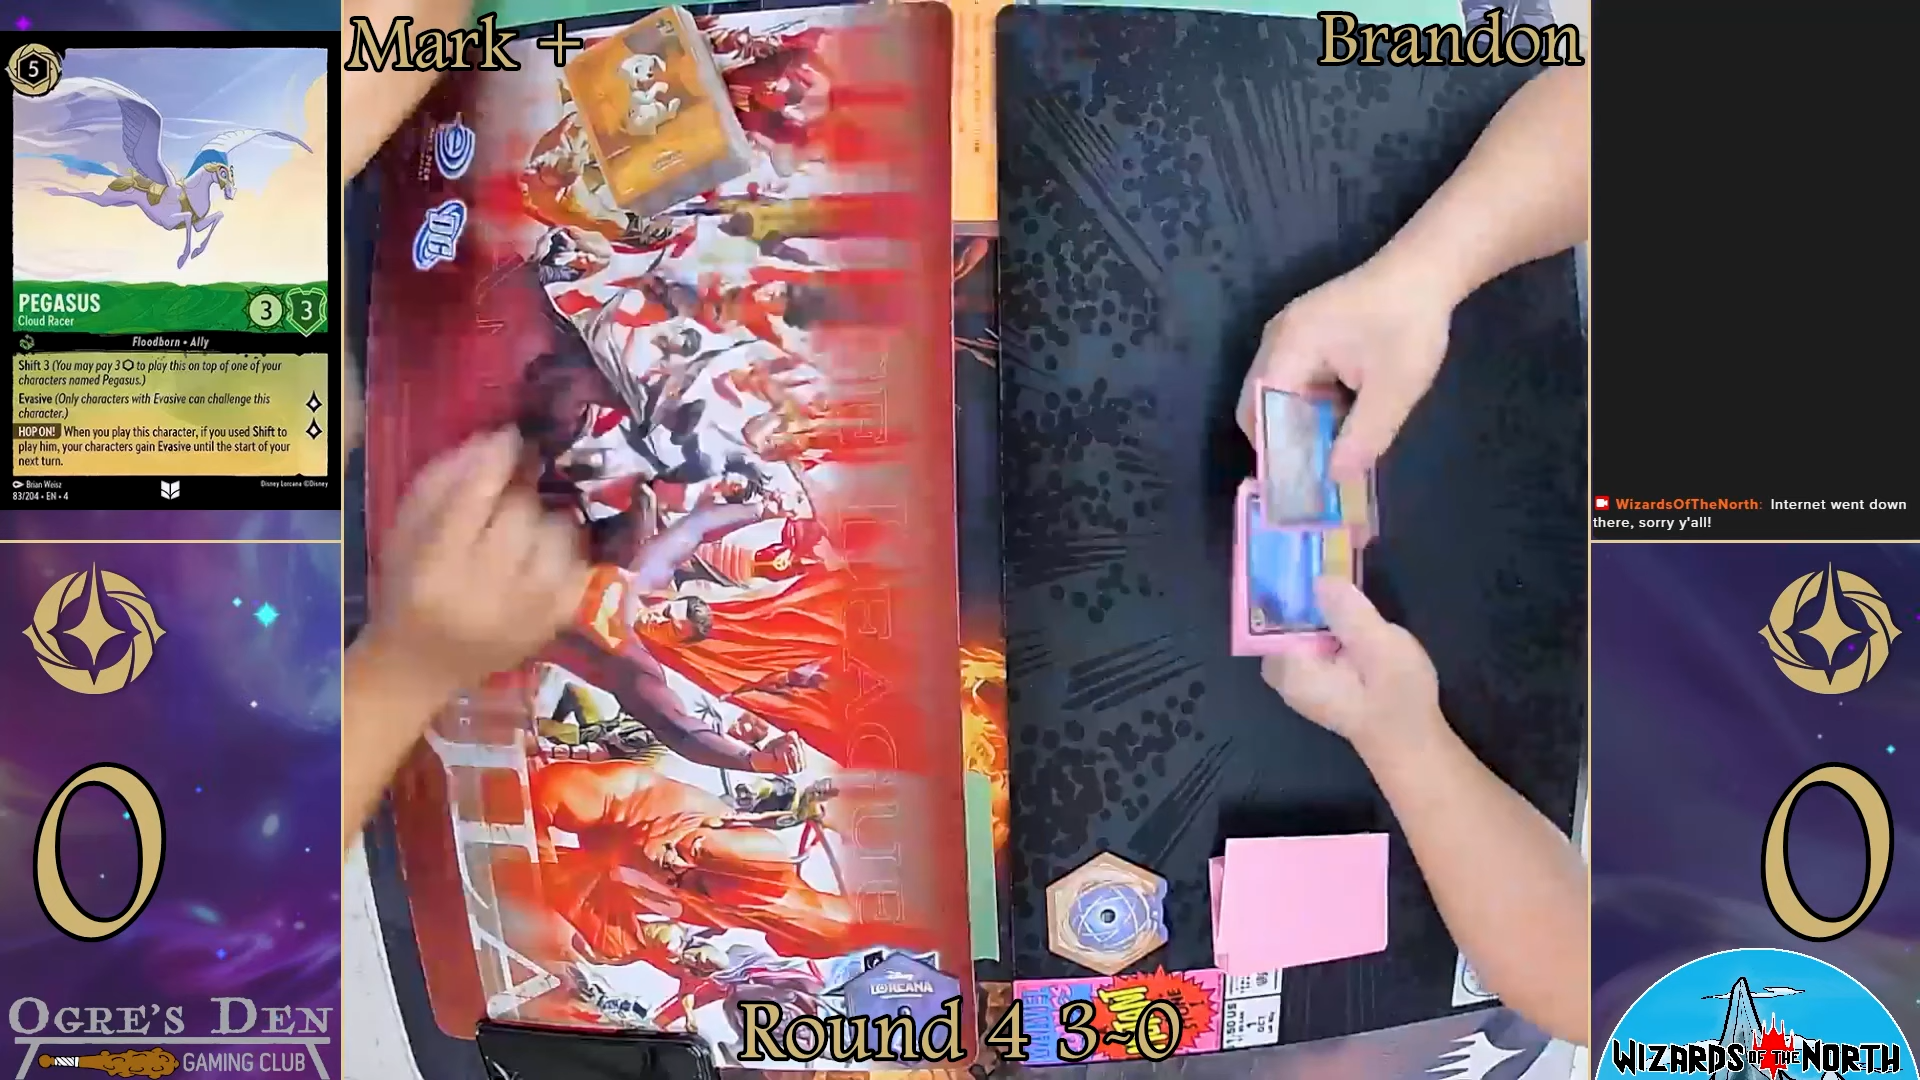 Mark +
Brandon
5
PEGASUS
Cloud Racer
3
3
Floodborn • Ally
Shift 3 (You may pay 3 ⬡ to play this on top of one of your
characters named Pegasus.)
Evasive (Only characters with Evasive can challenge this
character.)
HOP ON! When you play this character, if you used Shift to
play him, your characters gain Evasive until the start of your
next turn.
Brian Weisz
Disney Lorcana ©Disney
83/204 • EN • 4
WizardsOfTheNorth: Internet went down
there, sorry y'all!
DC
0
0
Disney
LORCANA
Round 4 3-0
OGRE'S DEN
GAMING CLUB
WIZARDS OF THE NORTH